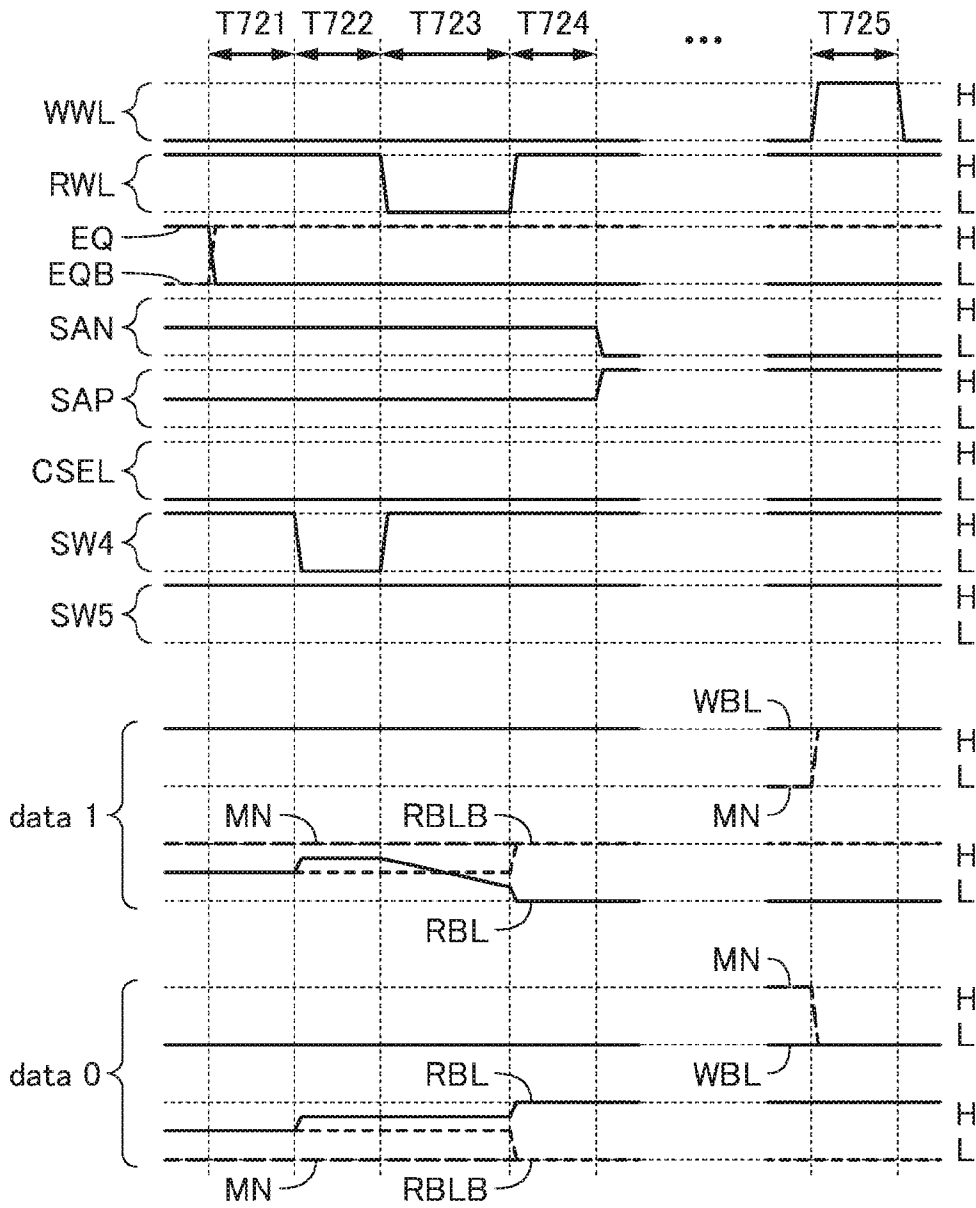 T721 T722 T723 T724 ... T725
WWL H
L
RWL H
L
EQ H
EQB L
SAN H
L
SAP H
L
CSEL H
L
SW4 H
L
SW5 H
L
WBL
H
L
data 1 MN RBLB MN
H
L
RBL
MN
H
L
data 0 RBL WBL
H
L
MN RBLB